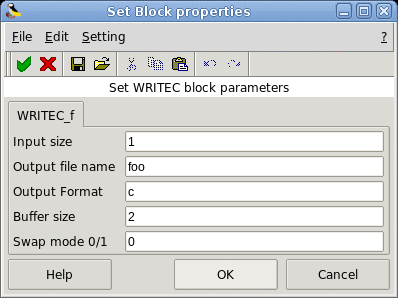 Set Block properties
File Edit Setting ?
Set WRITEC block parameters
WRITEC_f
Input size 1
Output file name foo
Output Format c
Buffer size 2
Swap mode 0/1 0
Help OK Cancel